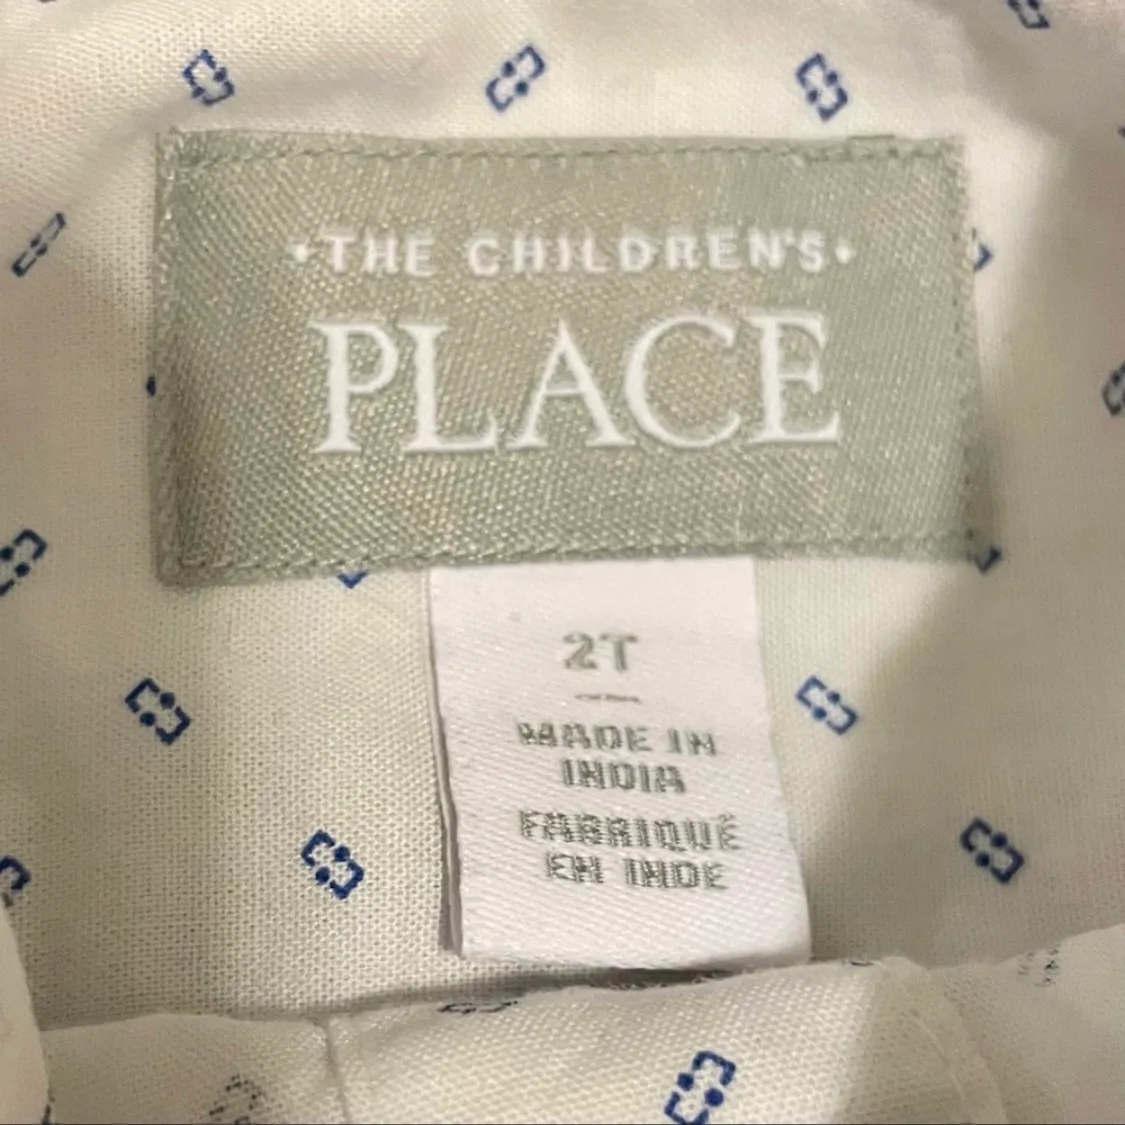 •THE CHILDREN'S•
PLACE
2T
MADE IN
INDIA
FABRIQUÉ
EN INDE